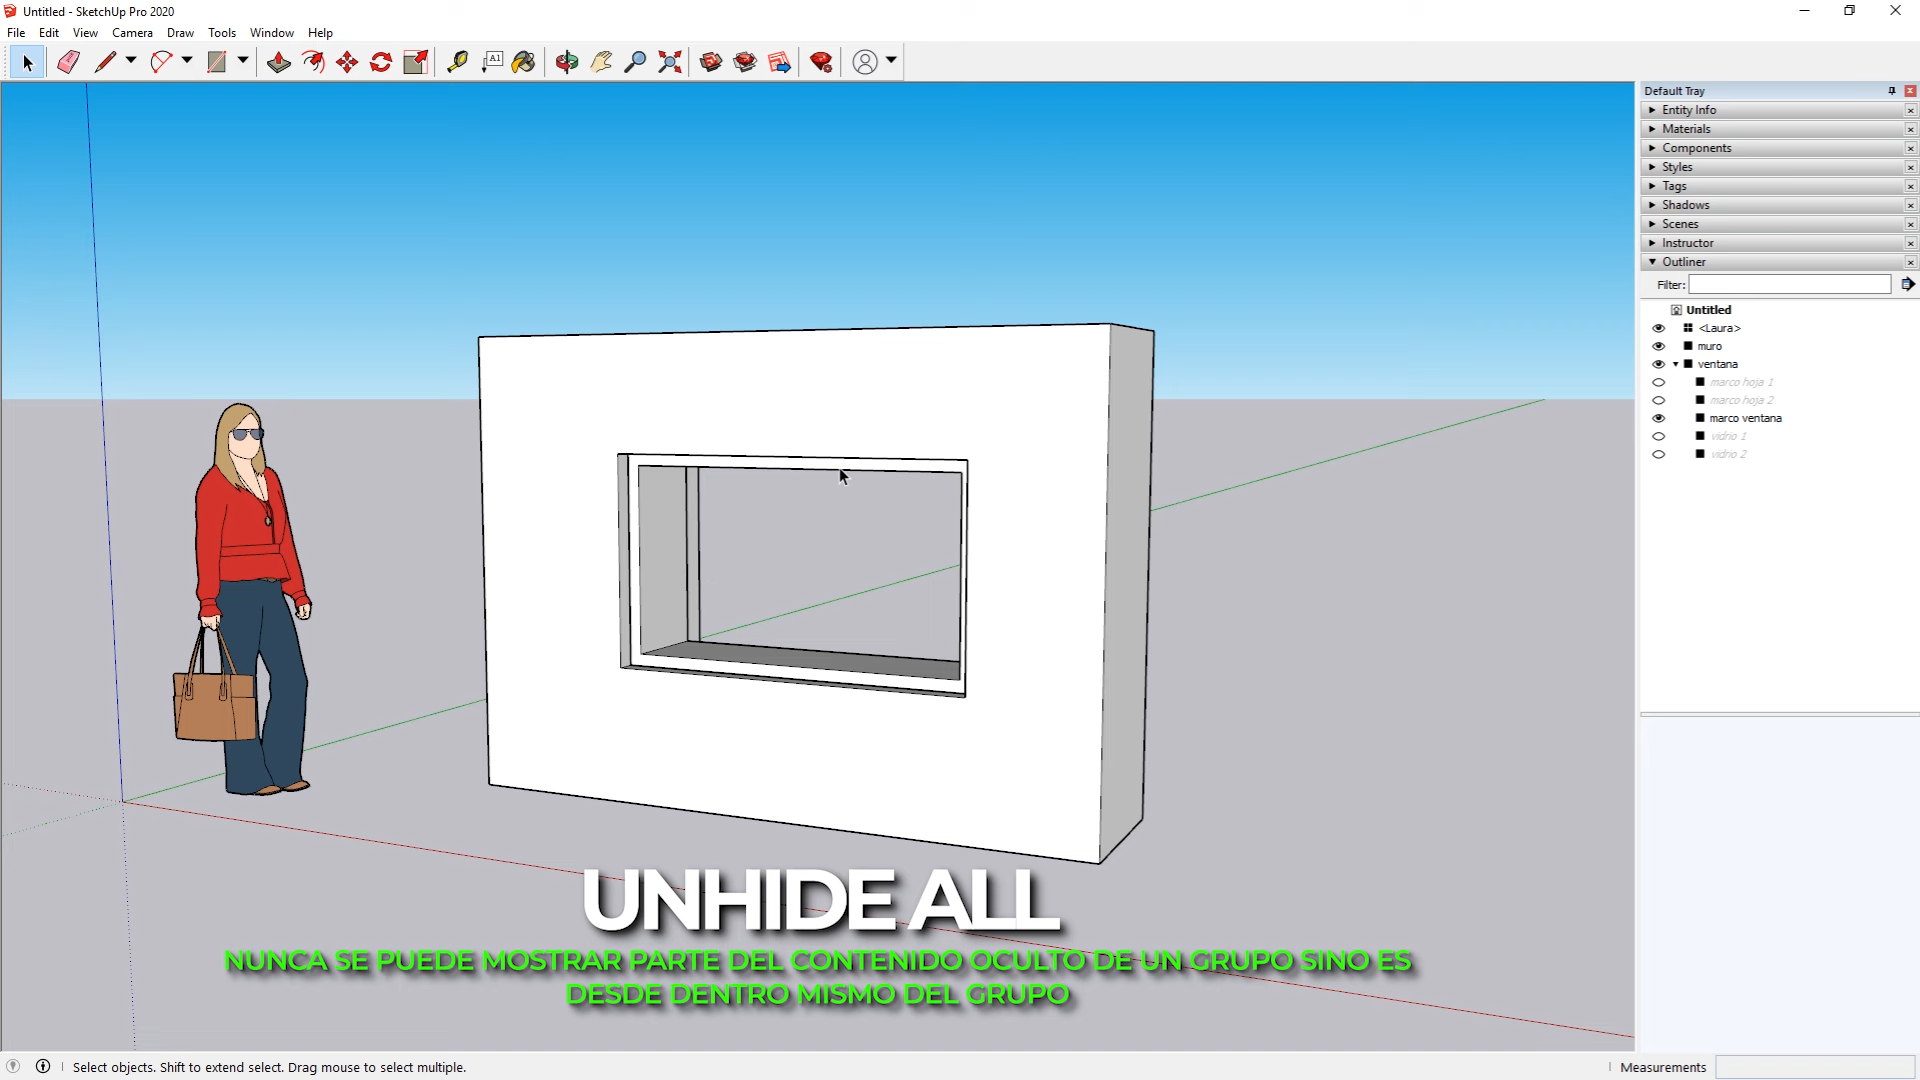 Untitled - SketchUp Pro 2020
File Edit View Camera Draw Tools Window Help
A1
Default Tray
Entity Info
Materials
Components
Styles
Tags
Shadows
Scenes
Instructor
Outliner
Filter:
Untitled
<Laura>
muro
ventana
marco hoja 1
marco hoja 2
marco ventana
vidrio 1
vidrio 2
UNHIDE ALL
NUNCA SE PUEDE MOSTRAR PARTE DEL CONTENIDO OCULTO DE UN GRUPO SINO ES
DESDE DENTRO MISMO DEL GRUPO
Select objects. Shift to extend select. Drag mouse to select multiple.
Measurements